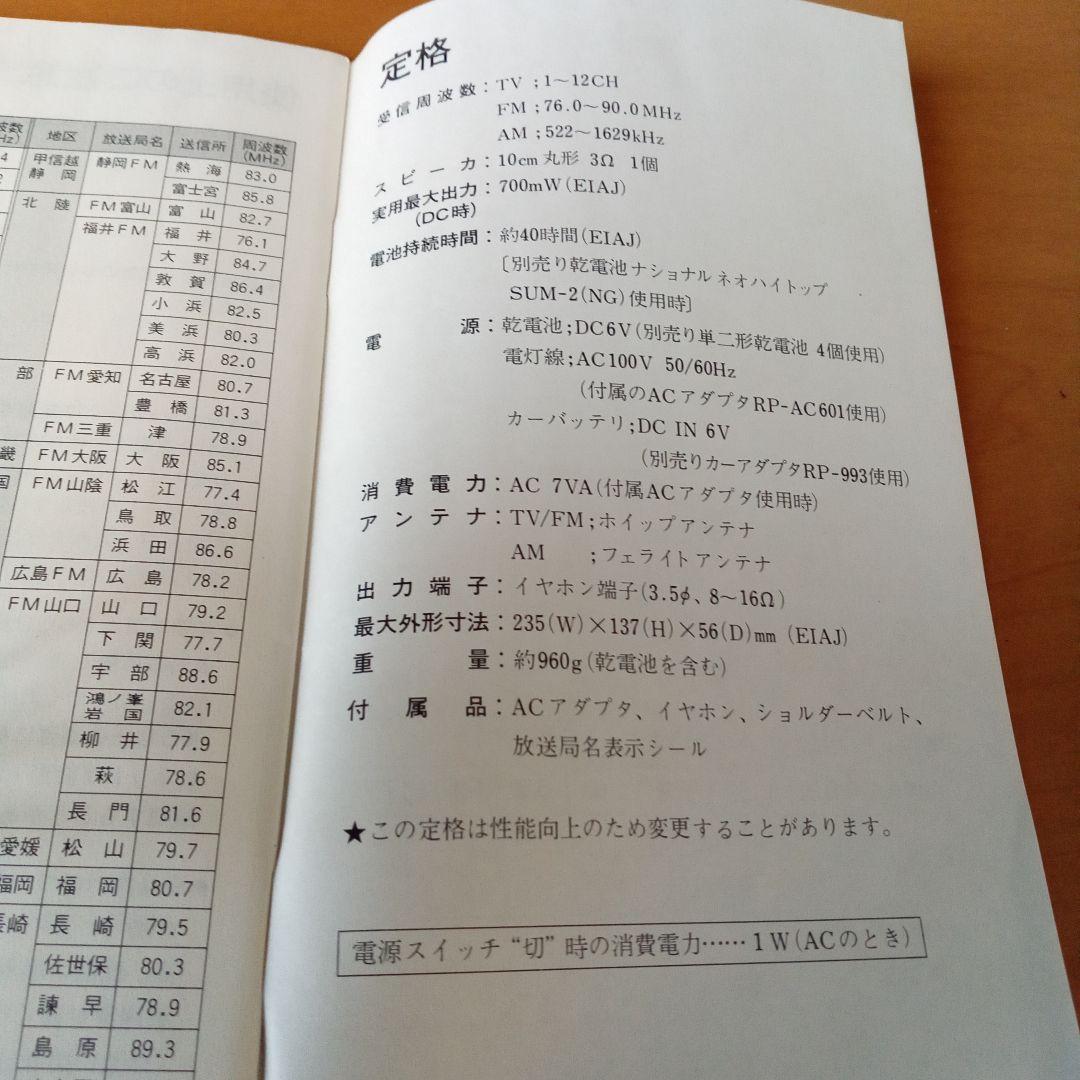 波数 地区 放送局名 送信所 周波数
Hz) (MHz)
4 甲信越 静岡FM 熱海 83.0
静岡 富士宮 85.8
北陸 FM富山 富山 82.7
福井FM 福井 76.1
大野 84.7
敦賀 86.4
小浜 82.5
美浜 80.3
高浜 82.0
部 FM愛知 名古屋 80.7
豊橋 81.3
FM三重 津 78.9
畿 FM大阪 大阪 85.1
国 FM山陰 松江 77.4
鳥取 78.8
浜田 86.6
広島FM 広島 78.2
FM山口 山口 79.2
下関 77.7
宇部 88.6
鴻ノ峯
岩国 82.1
柳井 77.9
萩 78.6
長門 81.6
愛媛 松山 79.7
福岡 福岡 80.7
長崎 長崎 79.5
佐世保 80.3
諫早 78.9
島原 89.3
定格
受信周波数：TV ；1～12CH
FM；76.0～90.0MHz
AM；522～1629kHz
スピーカ：10cm丸形 3Ω 1個
実用最大出力：700mW(EIAJ)
(DC時)
電池持続時間：約40時間(EIAJ)
〔別売り乾電池ナショナル ネオハイトップ
SUM-2(NG)使用時〕
電源：乾電池；DC6V(別売り単二形乾電池 4個使用)
電灯線；AC100V 50/60Hz
(付属のACアダプタRP-AC601使用)
カーバッテリ；DC IN 6V
(別売りカーアダプタRP-993使用)
消費電力：AC 7VA(付属ACアダプタ使用時)
アンテナ：TV/FM；ホイップアンテナ
AM ；フェライトアンテナ
出力端子：イヤホン端子(3.5φ、8～16Ω)
最大外形寸法：235(W)×137(H)×56(D)mm (EIAJ)
重量：約960g(乾電池を含む)
付属品：ACアダプタ、イヤホン、ショルダーベルト、
放送局名表示シール
★この定格は性能向上のため変更することがあります。
電源スイッチ“切”時の消費電力……1W(ACのとき)